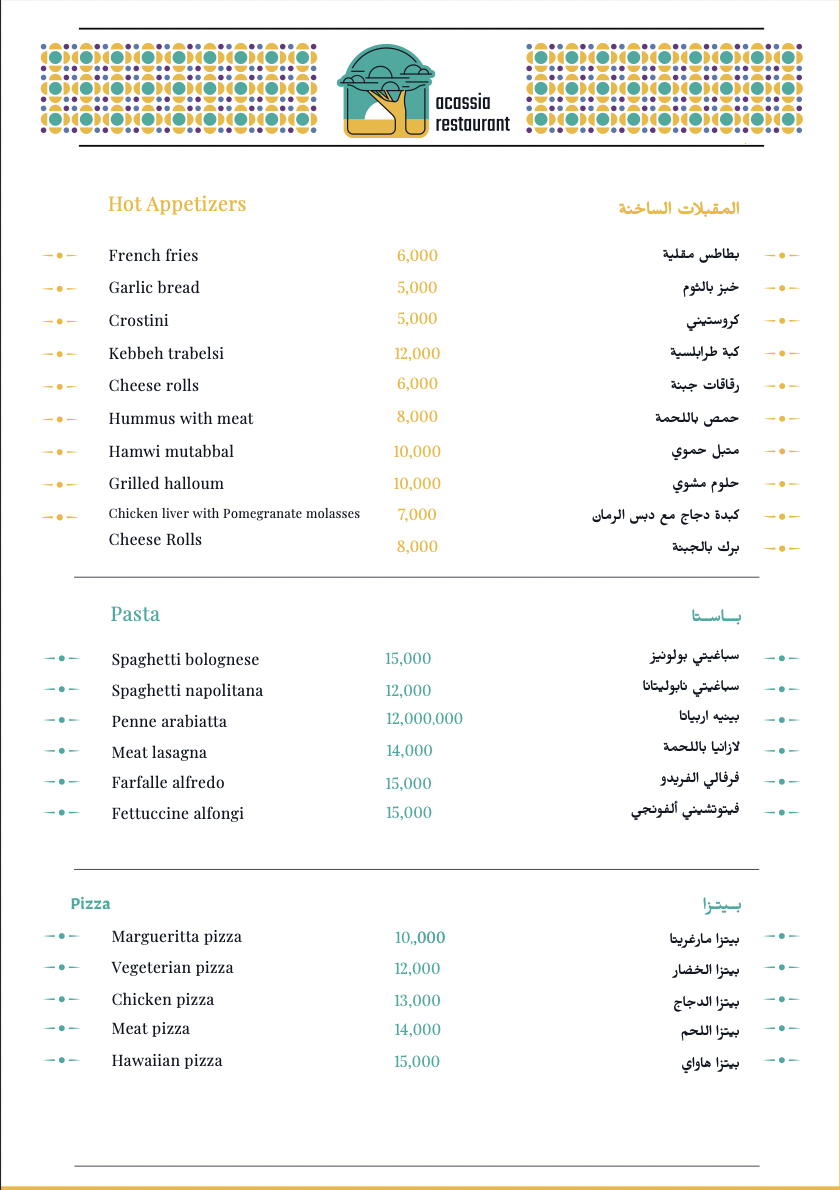 acassia
restaurant
Hot Appetizers المقبلات الساخنة
French fries 6,000 بطاطس مقلية
Garlic bread 5,000 خبز بالثوم
Crostini 5,000 كروستيني
Kebbeh trabelsi 12,000 كبة طرابلسية
Cheese rolls 6,000 رقاقات جبنة
Hummus with meat 8,000 حمص باللحمة
Hamwi mutabbal 10,000 متبل حموي
Grilled halloum 10,000 حلوم مشوي
Chicken liver with Pomegranate molasses 7,000 كبدة دجاج مع دبس الرمان
Cheese Rolls 8,000 برك بالجبنة
Pasta بـــاســـتا
Spaghetti bolognese 15,000 سباغيتي بولونيز
Spaghetti napolitana 12,000 سباغيتي نابوليتانا
Penne arabiatta 12,000,000 بينيه اربياتا
Meat lasagna 14,000 لازانيا باللحمة
Farfalle alfredo 15,000 فرفالي الفريدو
Fettuccine alfongi 15,000 فيتوتشيني ألفونجي
Pizza بـــيـتـزا
Margueritta pizza 10,,000 بيتزا مارغريتا
Vegeterian pizza 12,000 بيتزا الخضار
Chicken pizza 13,000 بيتزا الدجاج
Meat pizza 14,000 بيتزا اللحم
Hawaiian pizza 15,000 بيتزا هاواي